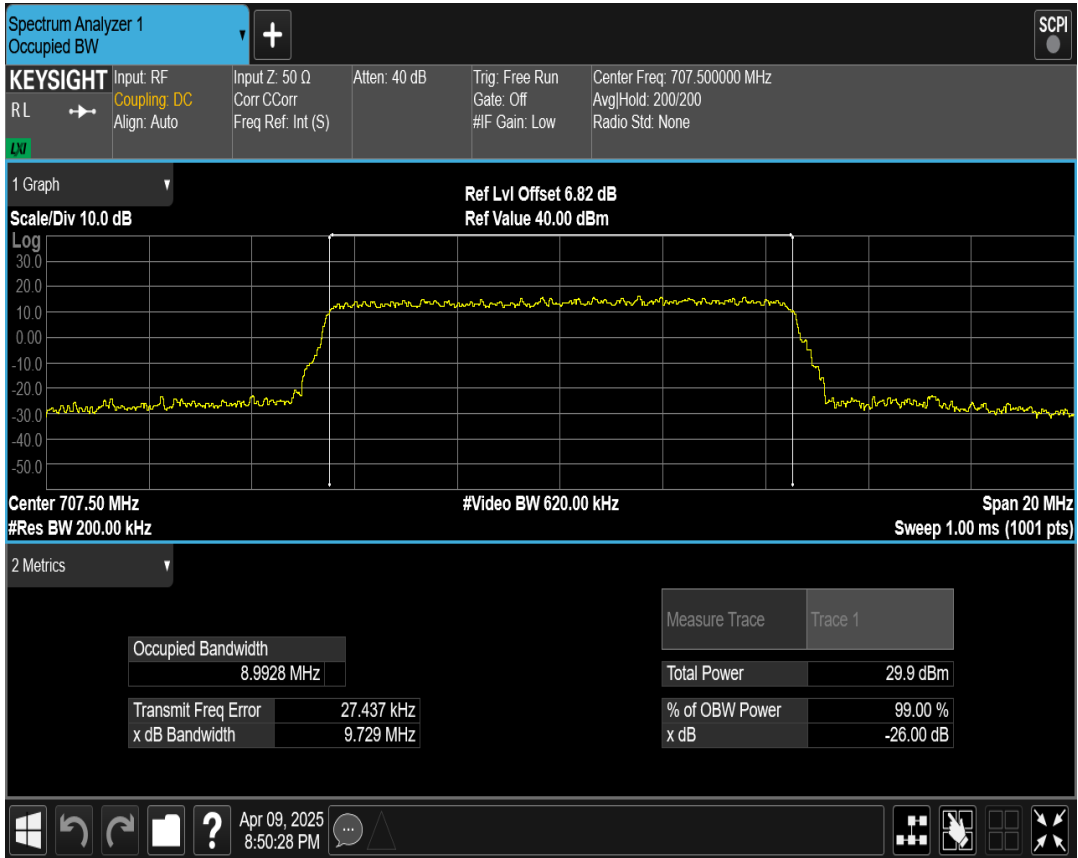 Spectrum Analyzer 1
Occupied BW
+
SCPI
KEYSIGHT
R L
LXI
Input: RF
Coupling: DC
Align: Auto
Input Z: 50 Ω
Corr CCorr
Freq Ref: Int (S)
Atten: 40 dB
Trig: Free Run
Gate: Off
#IF Gain: Low
Center Freq: 707.500000 MHz
Avg|Hold: 200/200
Radio Std: None
1 Graph
Scale/Div 10.0 dB
Ref Lvl Offset 6.82 dB
Ref Value 40.00 dBm
Log
30.0
20.0
10.0
0.00
-10.0
-20.0
-30.0
-40.0
-50.0
Center 707.50 MHz
#Video BW 620.00 kHz
Span 20 MHz
#Res BW 200.00 kHz
Sweep 1.00 ms (1001 pts)
2 Metrics
Measure Trace Trace 1
Occupied Bandwidth
8.9928 MHz
Total Power 29.9 dBm
Transmit Freq Error 27.437 kHz
% of OBW Power 99.00 %
x dB Bandwidth 9.729 MHz
x dB -26.00 dB
?
Apr 09, 2025
8:50:28 PM